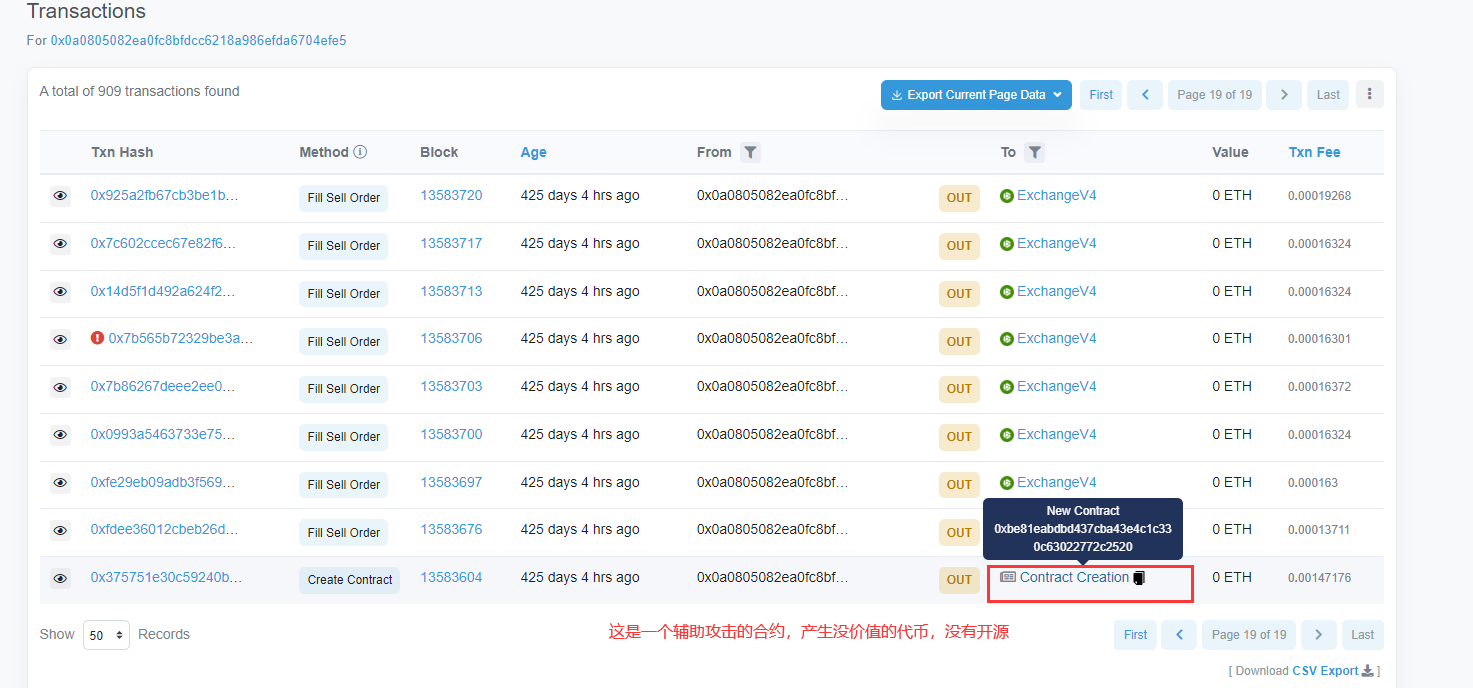 Transactions
For 0x0a0805082ea0fc8bfdcc6218a986efda6704efe5
A total of 909 transactions found
Export Current Page Data First Page 19 of 19 Last
Txn Hash Method Block Age From To Value Txn Fee
0x925a2fb67cb3be1b... Fill Sell Order 13583720 425 days 4 hrs ago 0x0a0805082ea0fc8bf... OUT ExchangeV4 0 ETH 0.00019268
0x7c602ccec67e82f6... Fill Sell Order 13583717 425 days 4 hrs ago 0x0a0805082ea0fc8bf... OUT ExchangeV4 0 ETH 0.00016324
0x14d5f1d492a624f2... Fill Sell Order 13583713 425 days 4 hrs ago 0x0a0805082ea0fc8bf... OUT ExchangeV4 0 ETH 0.00016324
0x7b565b72329be3a... Fill Sell Order 13583706 425 days 4 hrs ago 0x0a0805082ea0fc8bf... OUT ExchangeV4 0 ETH 0.00016301
0x7b86267deee2ee0... Fill Sell Order 13583703 425 days 4 hrs ago 0x0a0805082ea0fc8bf... OUT ExchangeV4 0 ETH 0.00016372
0x0993a5463733e75... Fill Sell Order 13583700 425 days 4 hrs ago 0x0a0805082ea0fc8bf... OUT ExchangeV4 0 ETH 0.00016324
0xfe29eb09adb3f569... Fill Sell Order 13583697 425 days 4 hrs ago 0x0a0805082ea0fc8bf... OUT ExchangeV4 0 ETH 0.000163
New Contract
0xbe81eabdbd437cba43e4c1c33
0c63022772c2520
0xfdee36012cbeb26d... Fill Sell Order 13583676 425 days 4 hrs ago 0x0a0805082ea0fc8bf... OUT 0 ETH 0.00013711
0x375751e30c59240b... Create Contract 13583604 425 days 4 hrs ago 0x0a0805082ea0fc8bf... OUT Contract Creation 0 ETH 0.00147176
Show 50 Records
这是一个辅助攻击的合约，产生没价值的代币，没有开源
First Page 19 of 19 Last
[ Download CSV Export ]